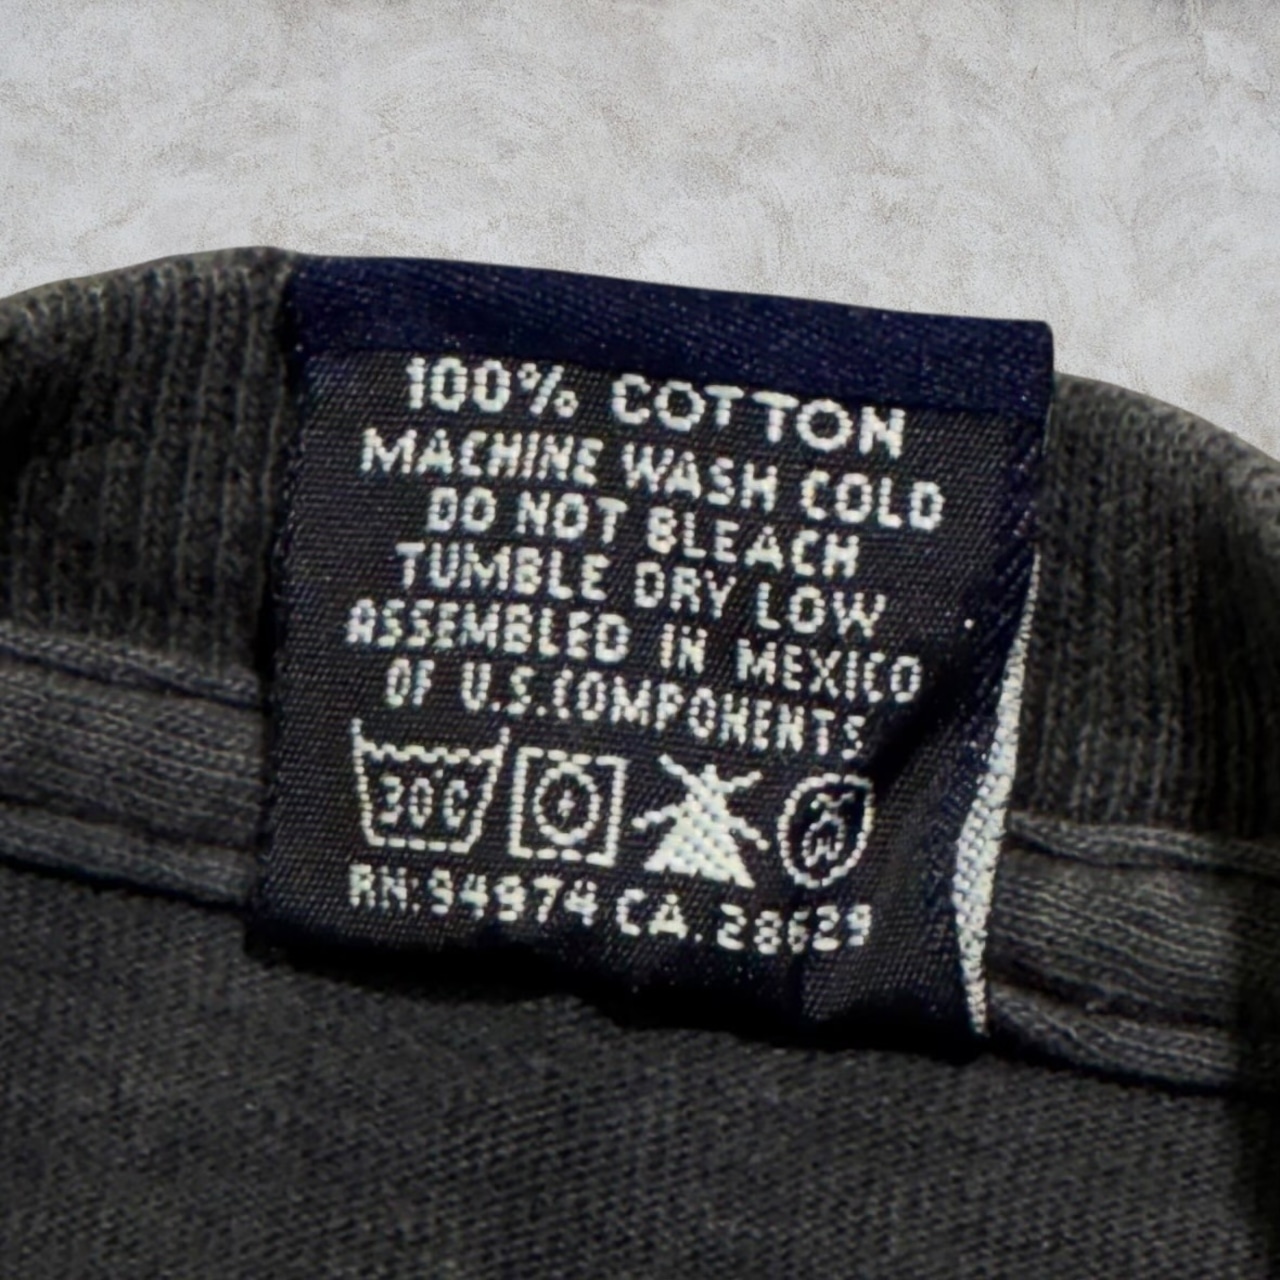 100% COTTON
MACHINE WASH COLD
DO NOT BLEACH
TUMBLE DRY LOW
ASSEMBLED IN MEXICO
OF U.S.COMPONENTS
30C
RN:94974 CA.28629